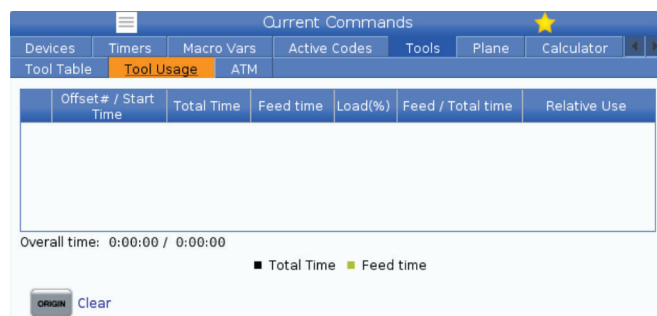 Current Commands
Devices Timers Macro Vars Active Codes Tools Plane Calculator
Tool Table Tool Usage ATM
Offset# / Start Time Total Time Feed time Load(%) Feed / Total time Relative Use
Overall time: 0:00:00 / 0:00:00
Total Time Feed time
ORIGIN Clear